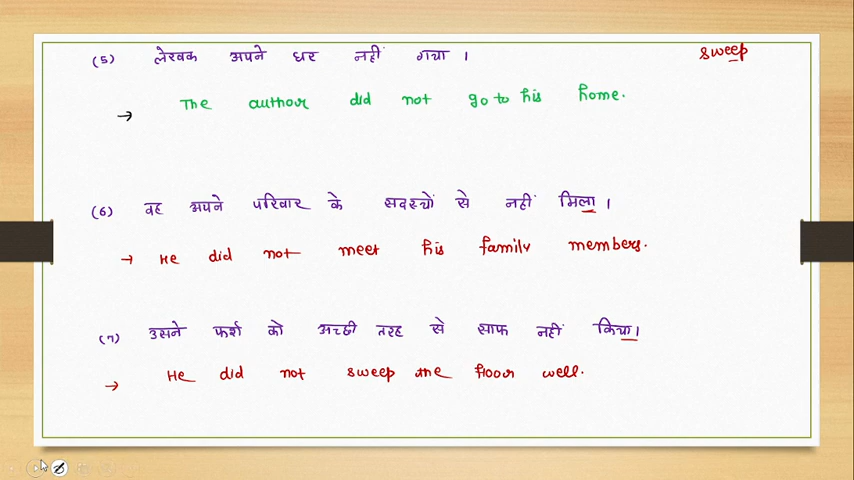 (5) लेखक अपने घर नहीं गया । sweep
→ The author did not go to his home.
(6) वह अपने परिवार के सदस्यों से नहीं मिला ।
→ He did not meet his family members.
(7) उसने फर्श को अच्छी तरह से साफ नहीं किया ।
→ He did not sweep the floor well.